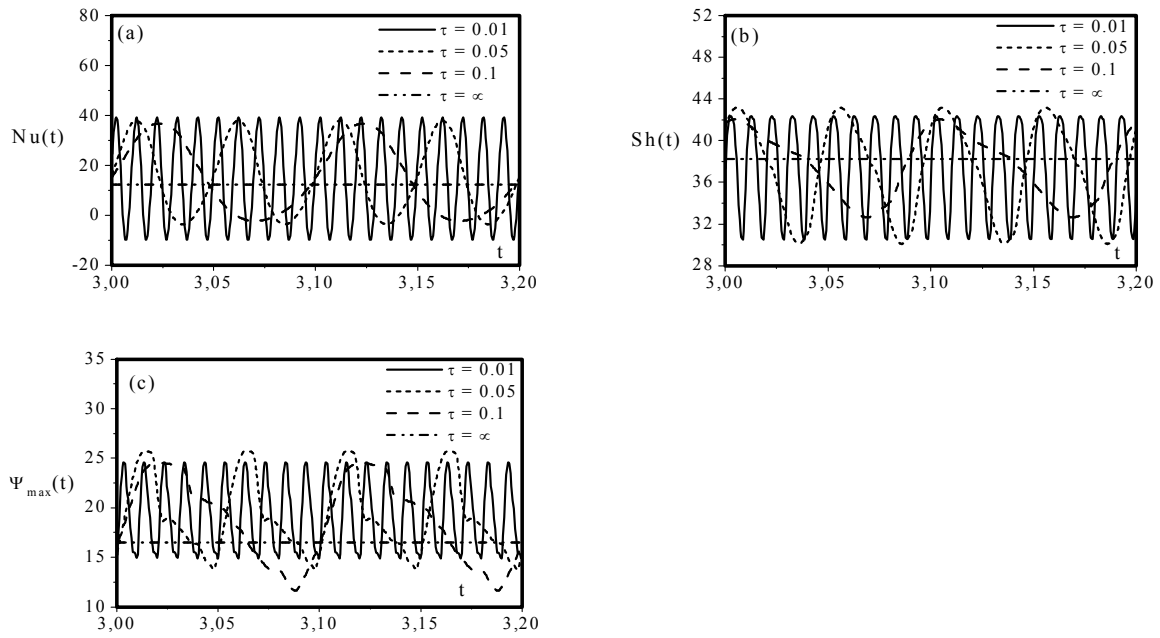 80
60
40
20
0
-20
Nu(t)
(a)
τ = 0.01
τ = 0.05
τ = 0.1
τ = ∝
t
3,00
3,05
3,10
3,15
3,20
52
48
44
40
36
32
28
Sh(t)
(b)
τ = 0.01
τ = 0.05
τ = 0.1
τ = ∝
t
3,00
3,05
3,10
3,15
3,20
35
30
25
20
15
10
Ψmax(t)
(c)
τ = 0.01
τ = 0.05
τ = 0.1
τ = ∝
t
3,00
3,05
3,10
3,15
3,20